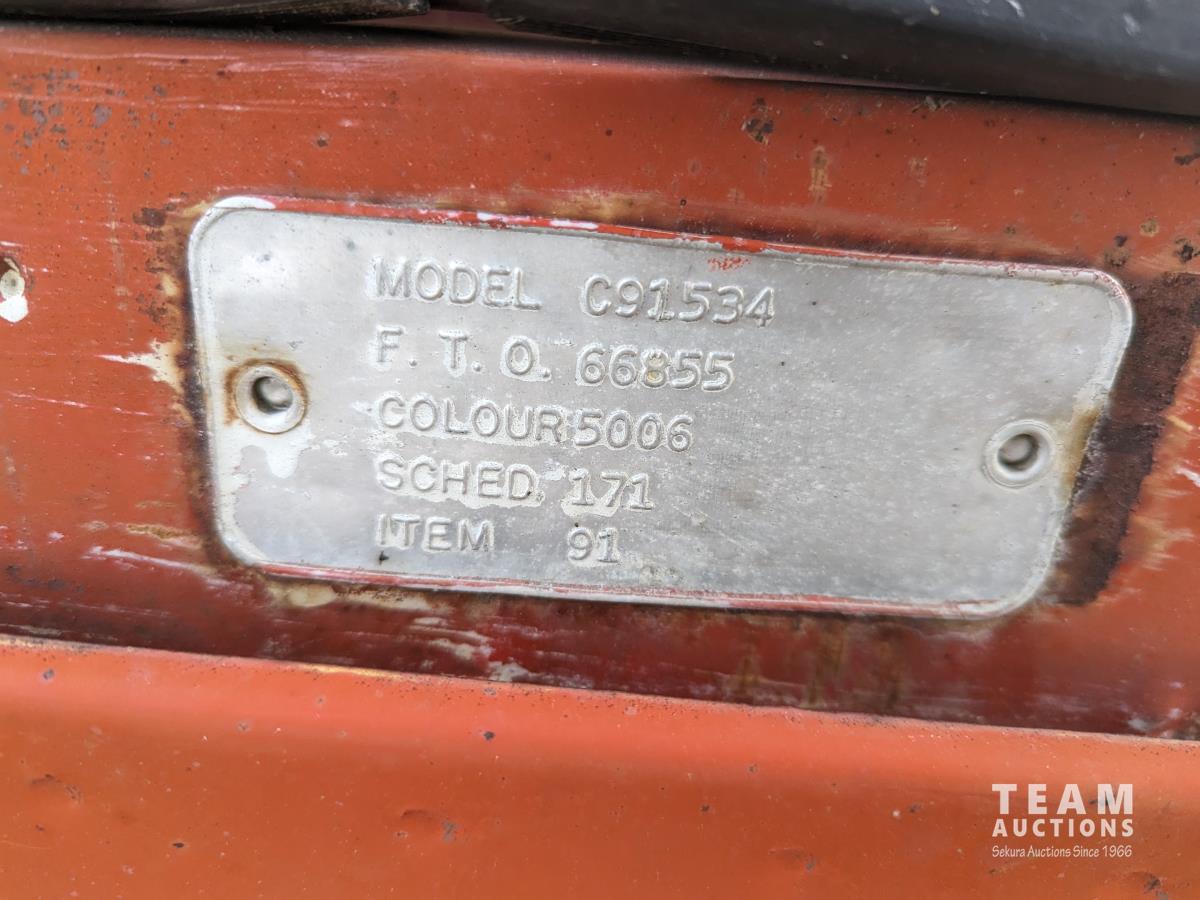 MODEL C91534
F. T. O. 66855
COLOUR 5006
SCHED. 171
ITEM 91
TEAM
AUCTIONS
Sekura Auctions Since 1966